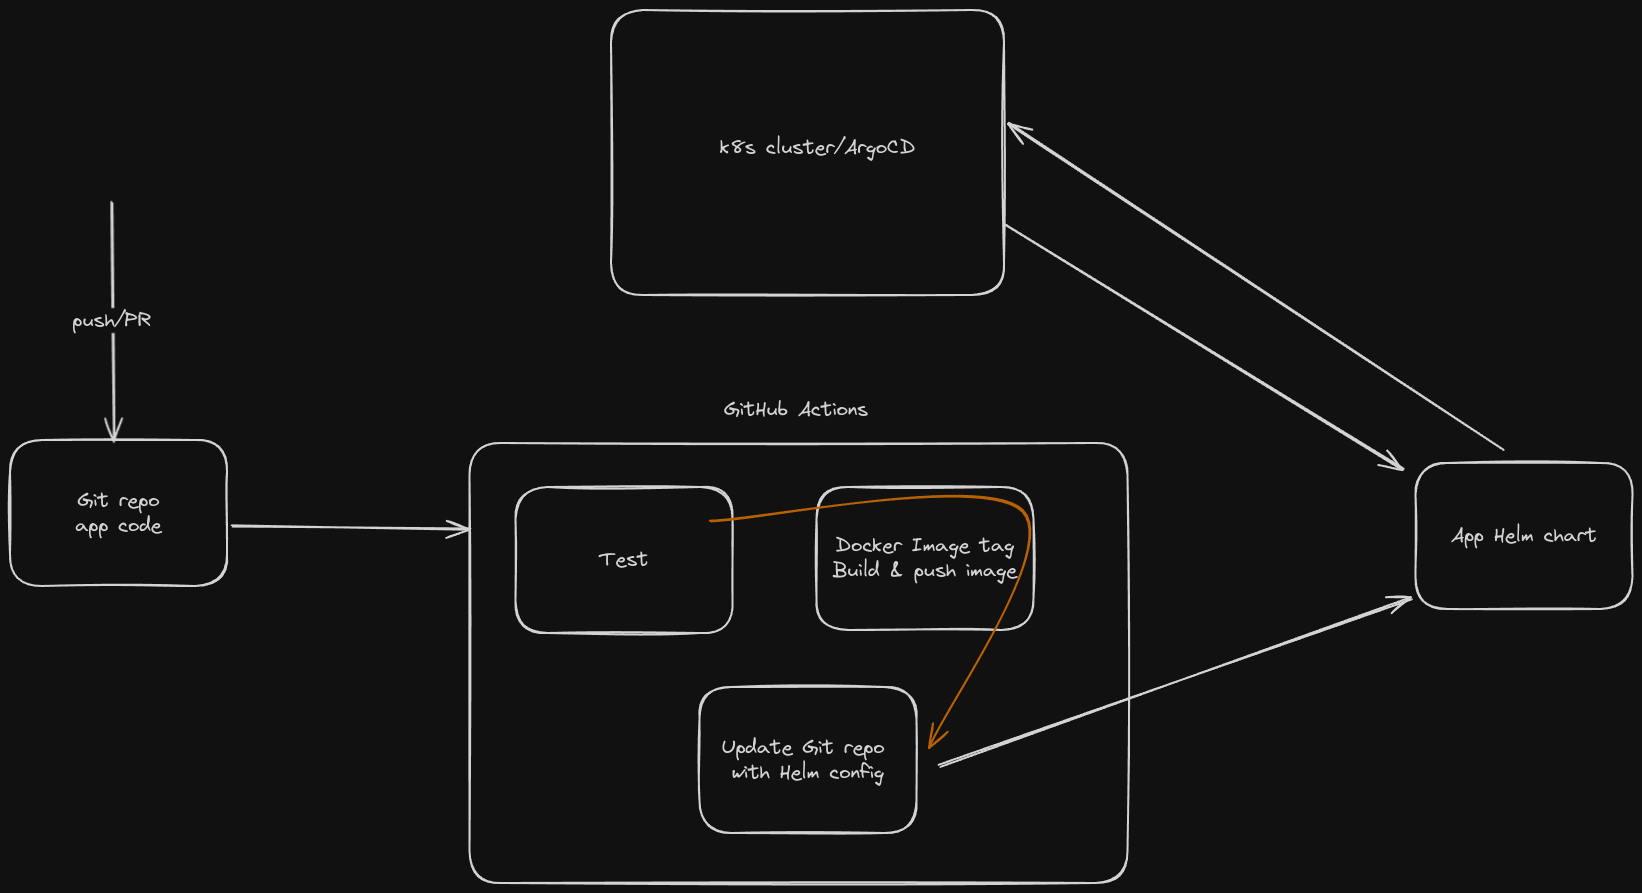 k8s cluster/ArgoCD
push/PR
GitHub Actions
Git repo
app code
Test
Docker Image tag
Build & push image
App Helm chart
Update Git repo
with Helm config